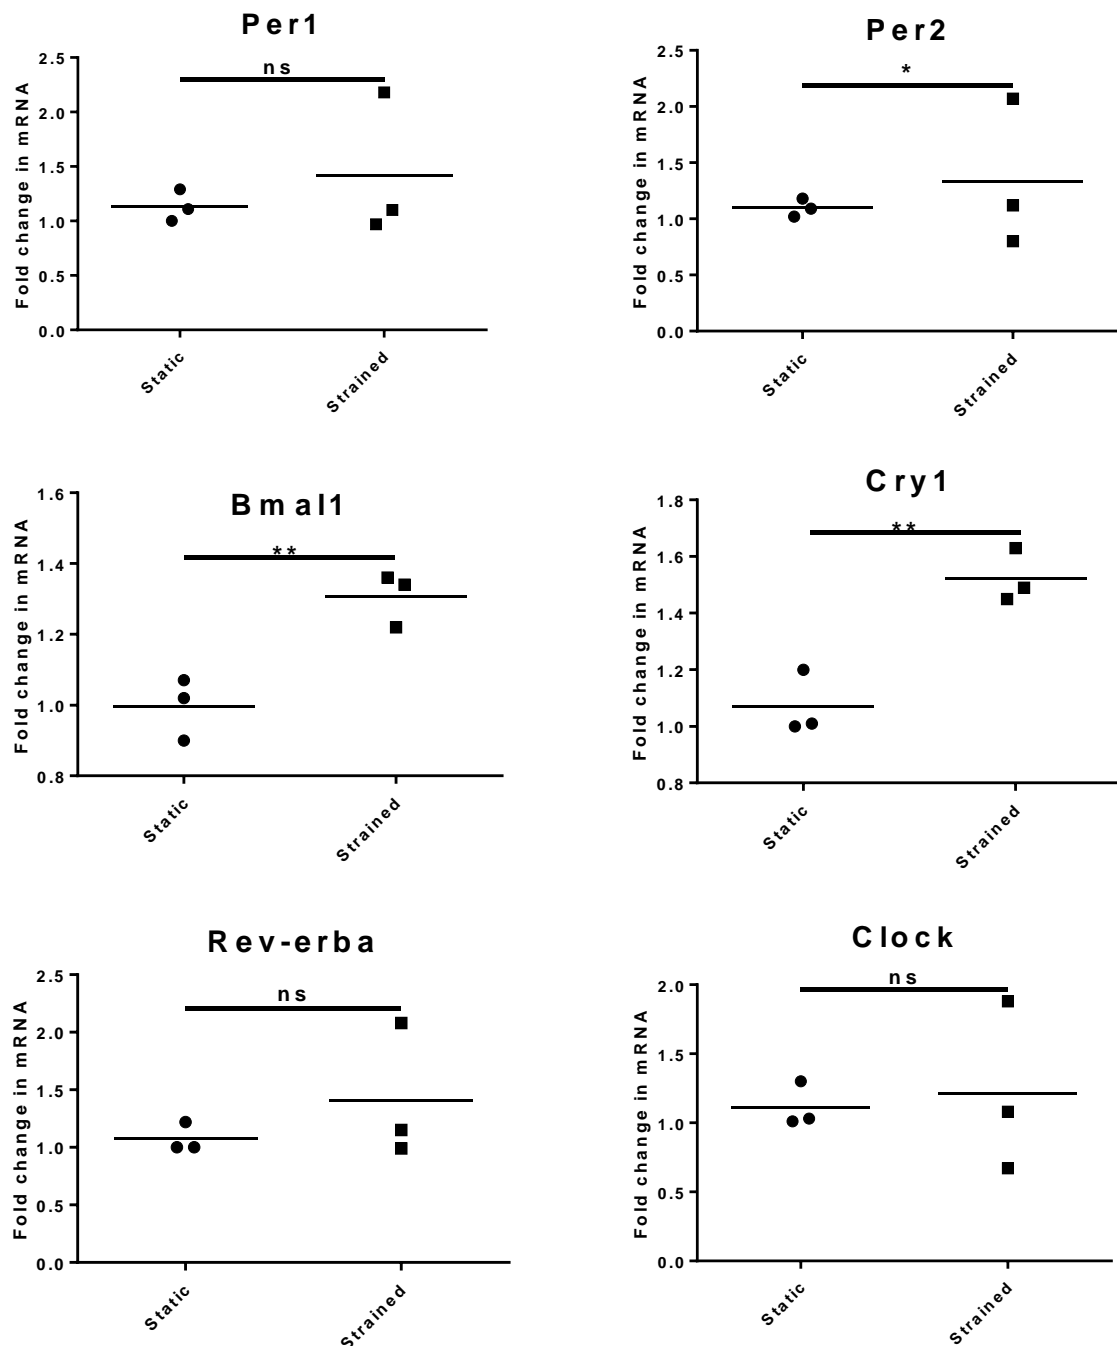 Per1
ns
Fold change in mRNA
2.5
2.0
1.5
1.0
0.5
0.0
Static
Strained
Per2
*
Fold change in mRNA
2.5
2.0
1.5
1.0
0.5
0.0
Static
Strained
Bmal1
**
Fold change in mRNA
1.6
1.4
1.2
1.0
0.8
Static
Strained
Cry1
**
Fold change in mRNA
1.8
1.6
1.4
1.2
1.0
0.8
Static
Strained
Rev-erba
ns
Fold change in mRNA
2.5
2.0
1.5
1.0
0.5
0.0
Static
Strained
Clock
ns
Fold change in mRNA
2.0
1.5
1.0
0.5
0.0
Static
Strained